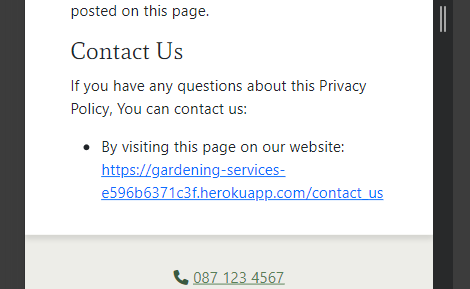 posted on this page.
Contact Us
If you have any questions about this Privacy
Policy, You can contact us:
By visiting this page on our website:
https://gardening-services-
e596b6371c3f.herokuapp.com/contact_us
087 123 4567